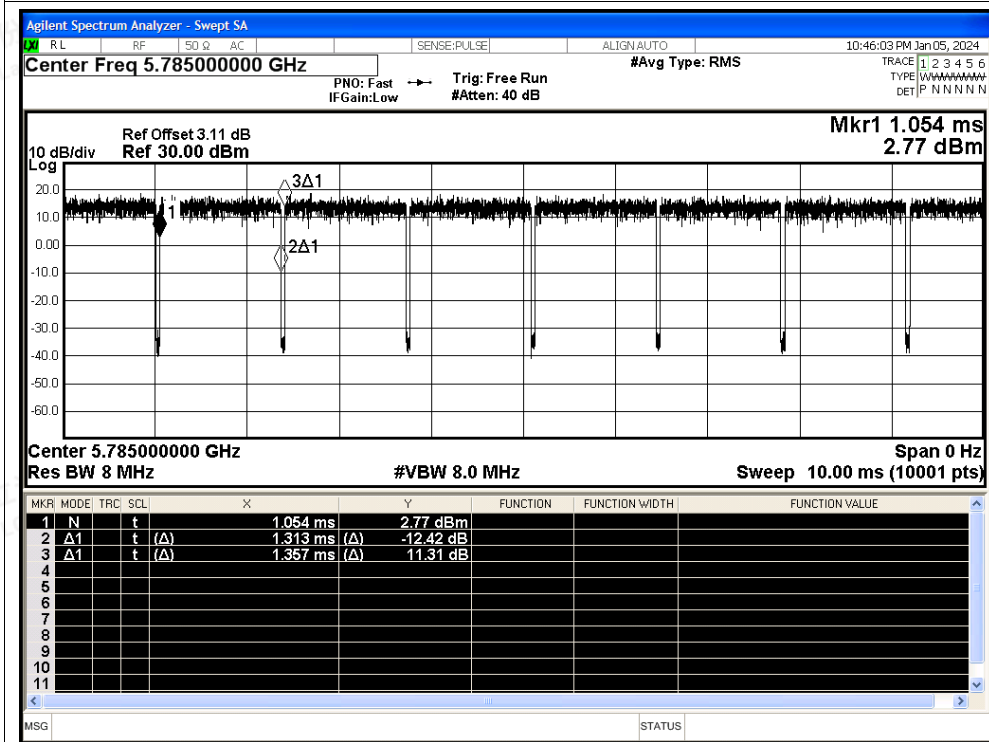 Agilent Spectrum Analyzer - Swept SA
LXI RL RF 50 Ω AC SENSE:PULSE ALIGN AUTO 10:46:03 PM Jan 05, 2024
Center Freq 5.785000000 GHz #Avg Type: RMS TRACE 1 2 3 4 5 6
PNO: Fast Trig: Free Run TYPE
IFGain:Low #Atten: 40 dB DET P N N N N N
Mkr1 1.054 ms
Ref Offset 3.11 dB
10 dB/div Ref 30.00 dBm 2.77 dBm
Log
3Δ1
20.0
1
10.0
2Δ1
0.00
-10.0
-20.0
-30.0
-40.0
-50.0
-60.0
Center 5.785000000 GHz Span 0 Hz
Res BW 8 MHz #VBW 8.0 MHz Sweep 10.00 ms (10001 pts)
MKR MODE TRC SCL X Y FUNCTION FUNCTION WIDTH FUNCTION VALUE
1 N t 1.054 ms 2.77 dBm
2 Δ1 t (Δ) 1.313 ms (Δ) -12.42 dB
3 Δ1 t (Δ) 1.357 ms (Δ) 11.31 dB
4
5
6
7
8
9
10
11
MSG STATUS